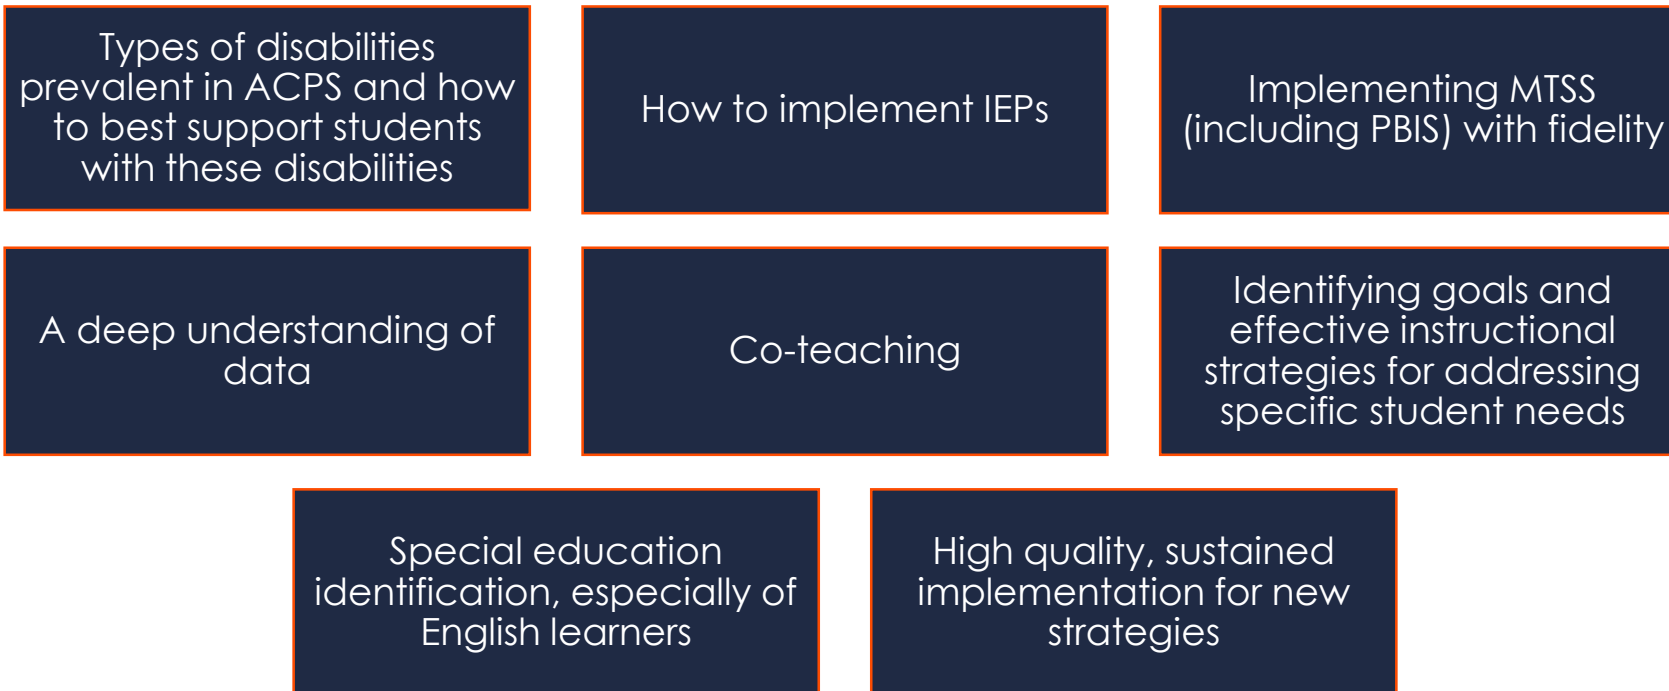 Types of disabilities
prevalent in ACPS and how
to best support students
with these disabilities
How to implement IEPs
Implementing MTSS
(including PBIS) with fidelity
A deep understanding of
data
Co-teaching
Identifying goals and
effective instructional
strategies for addressing
specific student needs
Special education
identification, especially of
English learners
High quality, sustained
implementation for new
strategies